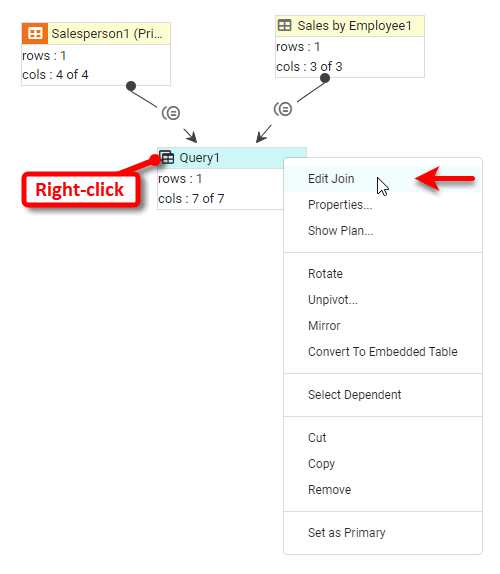 Salesperson1 (Pri...
rows : 1
cols : 4 of 4
Sales by Employee1
rows : 1
cols : 3 of 3
Query1
rows : 1
cols : 7 of 7
Right-click
Edit Join
Properties...
Show Plan...
Rotate
Unpivot...
Mirror
Convert To Embedded Table
Select Dependent
Cut
Copy
Remove
Set as Primary